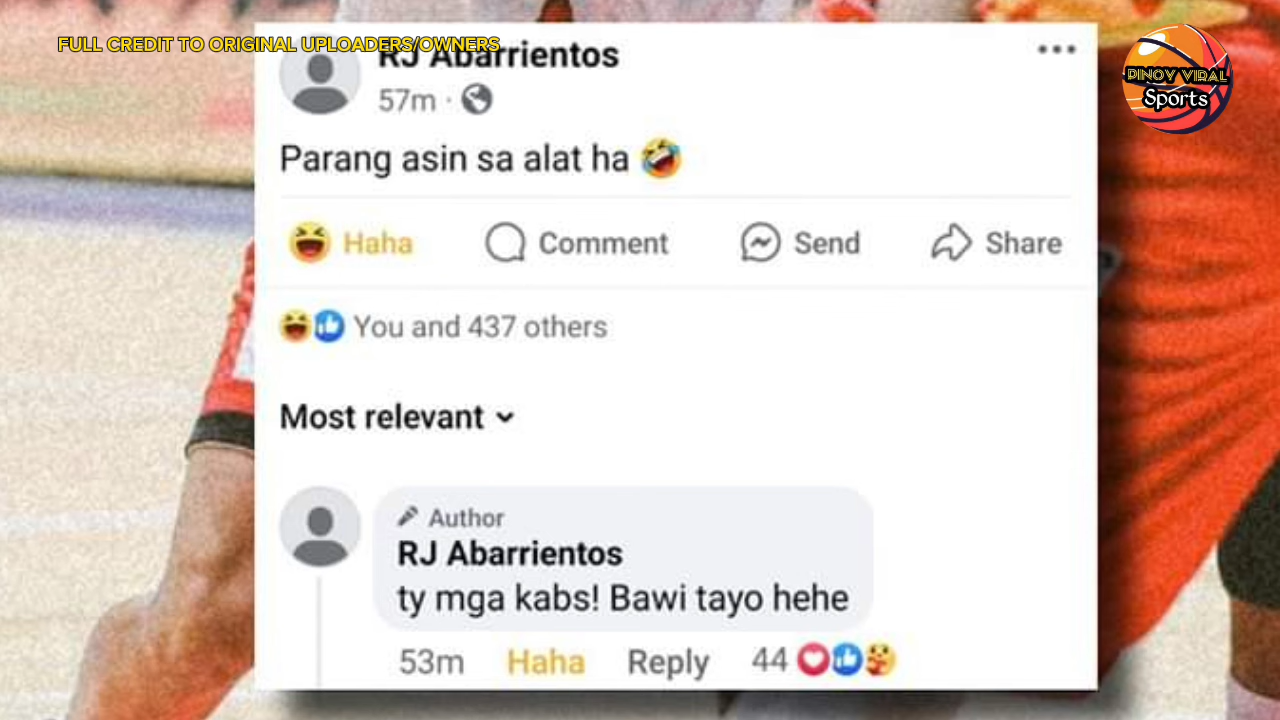 FULL CREDIT TO ORIGINAL UPLOADERS/OWNERS
DINOY VIRAL
Sports
RJ Abarrientos
57m ·
Parang asin sa alat ha 🤣
Haha
Comment
Send
Share
You and 437 others
Most relevant
Author
RJ Abarrientos
ty mga kabs! Bawi tayo hehe
53m
Haha
Reply
44